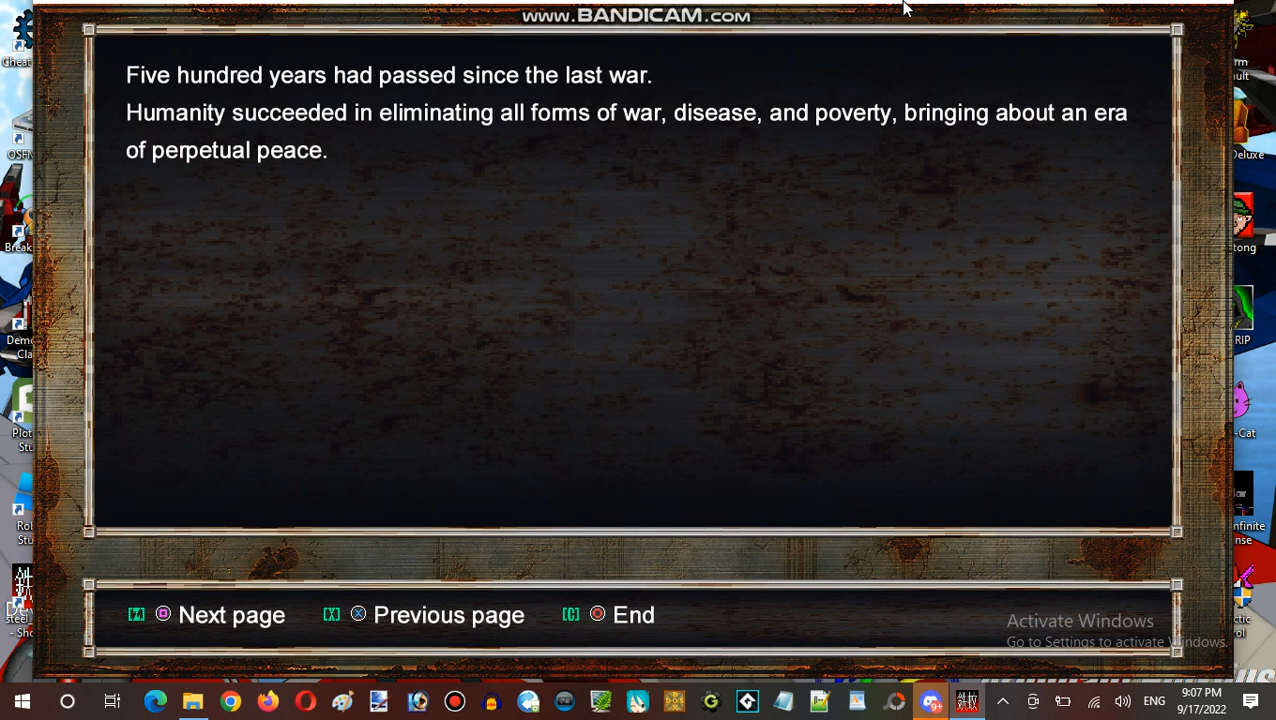 www.BANDICAM.com
Five hundred years had passed since the last war.
Humanity succeeded in eliminating all forms of war, disease, and poverty, bringing about an era
of perpetual peace.
[Z] Next page [X] Previous page [C] End
Activate Windows
Go to Settings to activate Windows.
ENG
9:07 PM
9/17/2022